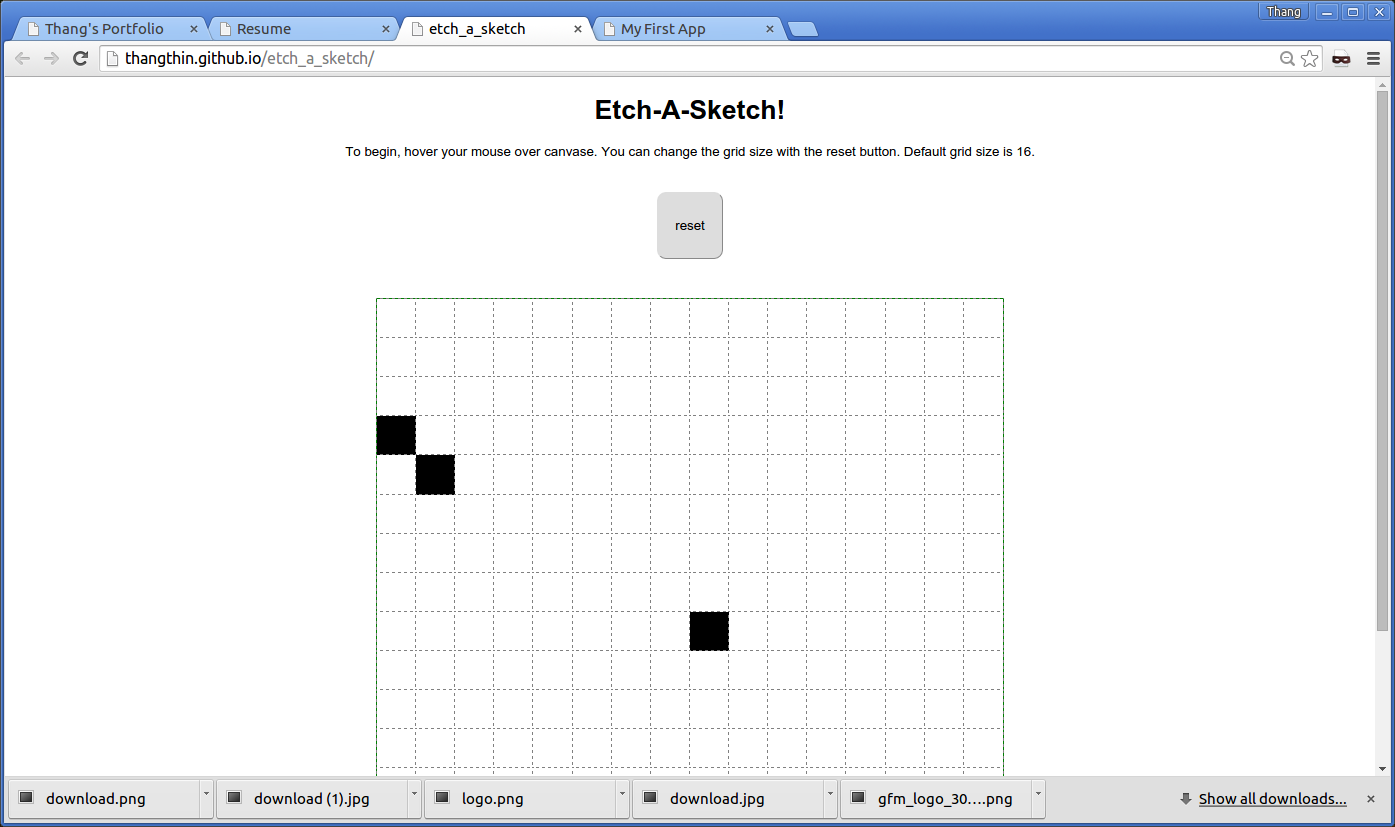 Thang
Thang's Portfolio
Resume
etch_a_sketch
My First App
thangthin.github.io/etch_a_sketch/
Etch-A-Sketch!
To begin, hover your mouse over canvase. You can change the grid size with the reset button. Default grid size is 16.
reset
download.png
download (1).jpg
logo.png
download.jpg
gfm_logo_30....png
Show all downloads...